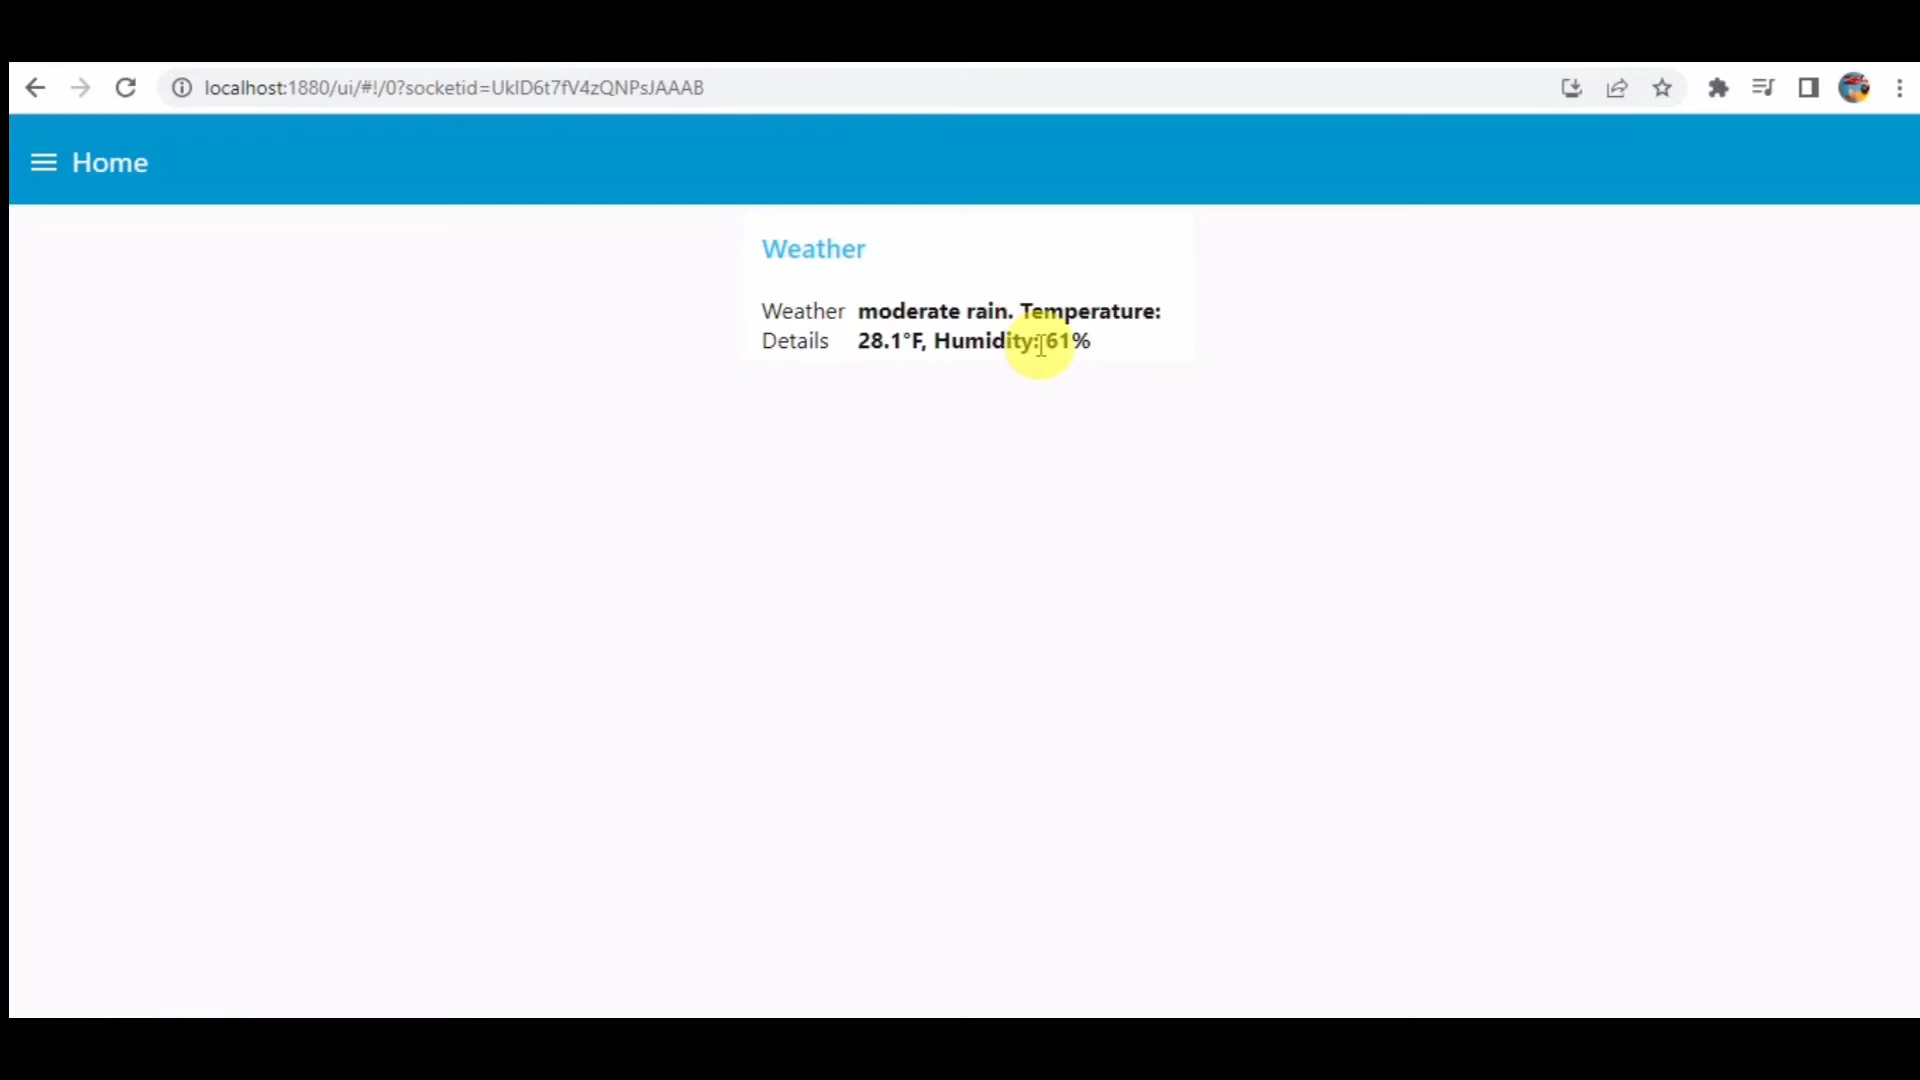 localhost:1880/ui/#!/0?socketid=UkID6t7fV4zQNPsJAAAB
Home
Weather
Weather moderate rain. Temperature:
Details 28.1°F, Humidity: 61%